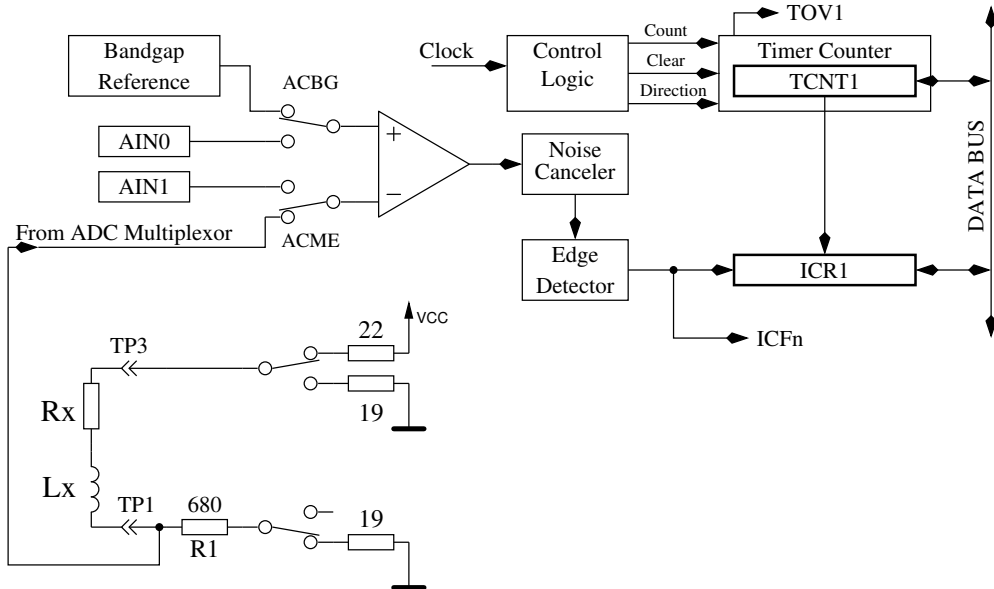 TOV1
Bandgap
Reference
ACBG
Clock
Control
Logic
Count
Clear
Direction
Timer Counter
TCNT1
AIN0
AIN1
+
−
Noise
Canceler
DATA BUS
From ADC Multiplexor
ACME
Edge
Detector
ICR1
ICFn
VCC
22
TP3
19
Rx
Lx
TP1
680
R1
19